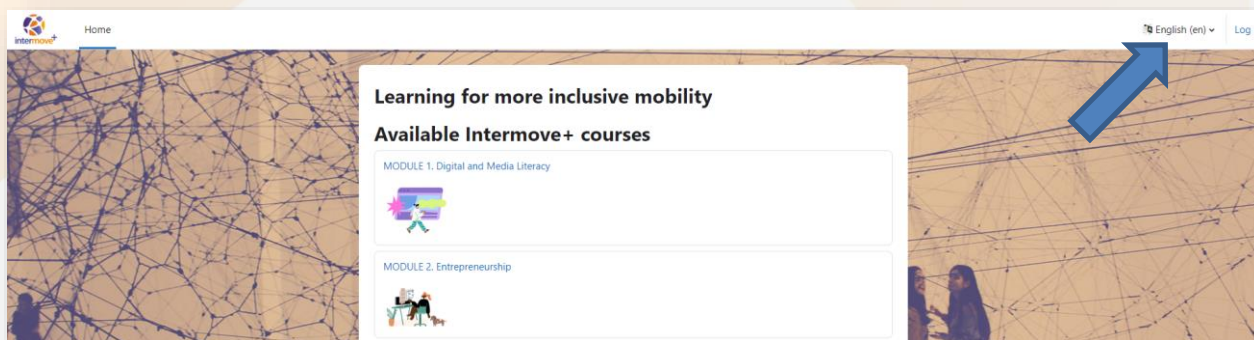 intermove+
Home
English (en)
Log
Learning for more inclusive mobility
Available Intermove+ courses
MODULE 1. Digital and Media Literacy
MODULE 2. Entrepreneurship